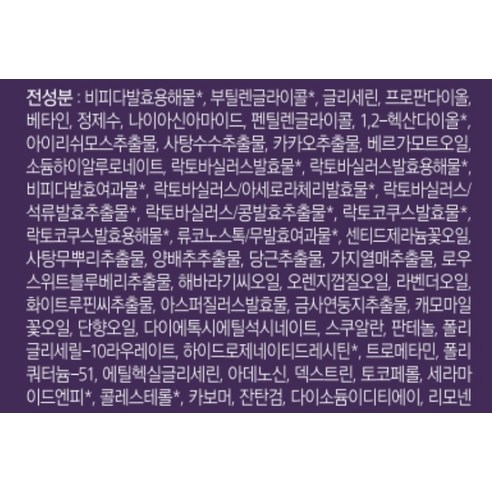 전성분 : 비피다발효용해물*, 부틸렌글라이콜*, 글리세린, 프로판다이올,
베타인, 정제수, 나이아신아마이드, 펜틸렌글라이콜, 1,2-헥산다이올*,
아이리쉬모스추출물, 사탕수수추출물, 카카오추출물, 베르가모트오일,
소듐하이알루로네이트, 락토바실러스발효물*, 락토바실러스발효용해물*,
비피다발효여과물*, 락토바실러스/아세로라체리발효물*, 락토바실러스/
석류발효추출물*, 락토바실러스/콩발효추출물*, 락토코쿠스발효물*,
락토코쿠스발효용해물*, 류코노스톡/무발효여과물*, 센티드제라늄꽃오일,
사탕무뿌리추출물, 양배추추출물, 당근추출물, 가지열매추출물, 로우
스위트블루베리추출물, 해바라기씨오일, 오렌지껍질오일, 라벤더오일,
화이트루핀씨추출물, 아스퍼질러스발효물, 금사연둥지추출물, 캐모마일
꽃오일, 단향오일, 다이에톡시에틸석시네이트, 스쿠알란, 판테놀, 폴리
글리세릴-10라우레이트, 하이드로제네이티드레시틴*, 트로메타민, 폴리
쿼터늄-51, 에틸헥실글리세린, 아데노신, 덱스트린, 토코페롤, 세라마
이드엔피*, 콜레스테롤*, 카보머, 잔탄검, 다이소듐이디티에이, 리모넨